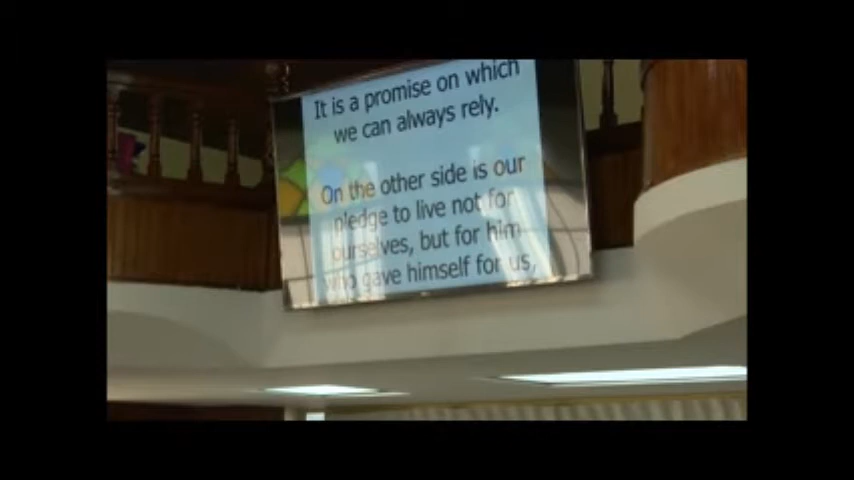 It is a promise on which
we can always rely.
On the other side is our
pledge to live not for
ourselves, but for him
who gave himself for us,